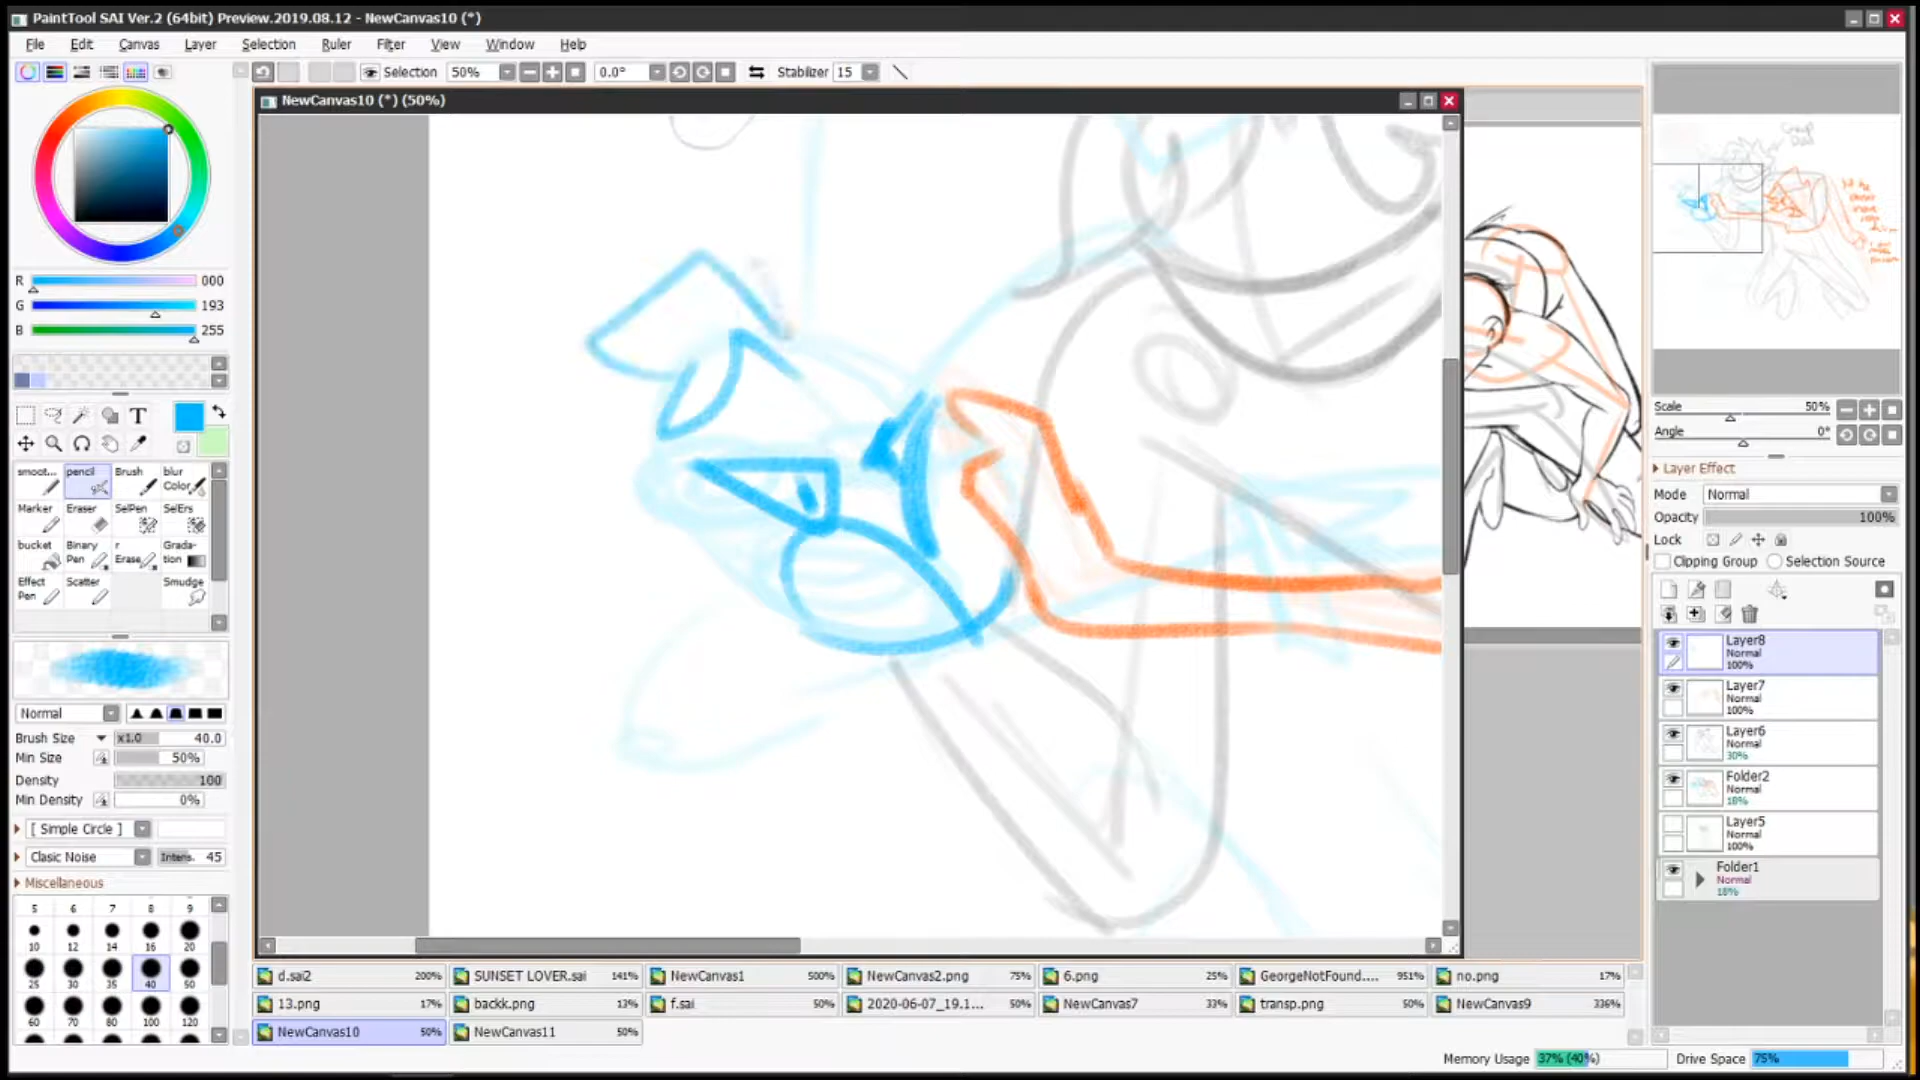 PaintTool SAI Ver.2 (64bit) Preview.2019.08.12 - NewCanvas10 (*)
File Edit Canvas Layer Selection Ruler Filter View Window Help
Selection 50% 0.0° Stabilizer 15
NewCanvas10 (*) (50%)
R 000
G 193
B 255
T
smoot... pencil Brush blur Color
Marker Eraser SelPen SelErs
bucket Binary Pen r Erase Grada-tion
Effect Pen Scatter Smudge
Normal
Brush Size x1.0 40.0
Min Size 50%
Density 100
Min Density 0%
[ Simple Circle ]
Clasic Noise Intens. 45
Miscellaneous
5 6 7 8 9
10 12 14 16 20
25 30 35 40 50
60 70 80 100 120
Scale 50%
Angle 0°
Layer Effect
Mode Normal
Opacity 100%
Lock
Clipping Group Selection Source
Layer8
Normal
100%
Layer7
Normal
100%
Layer6
Normal
30%
Folder2
Normal
18%
Layer5
Normal
100%
Folder1
Normal
18%
d.sai2 200% SUNSET LOVER.sai 141% NewCanvas1 500% NewCanvas2.png 75% 6.png 25% GeorgeNotFound.... 951% no.png 17%
13.png 17% backk.png 13% f.sai 50% 2020-06-07_19.1... 50% NewCanvas7 33% transp.png 50% NewCanvas9 336%
NewCanvas10 50% NewCanvas11 50%
Memory Usage 37% (40%) Drive Space 75%